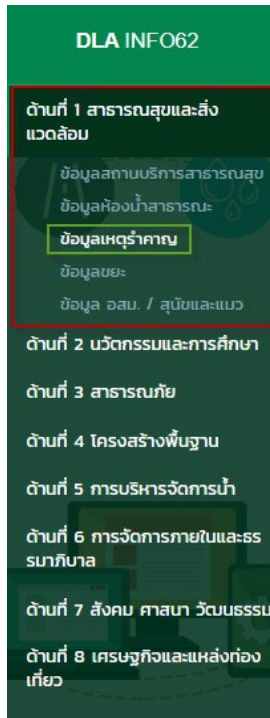 DLA INFO62
ด้านที่ 1 สาธารณสุขและสิ่ง
แวดล้อม
ข้อมูลสถานบริการสาธารณสุข
ข้อมูลห้องน้ำสาธารณะ
ข้อมูลเหตุรำคาญ
ข้อมูลขยะ
ข้อมูล อสม. / สุนัขและแมว
ด้านที่ 2 นวัตกรรมและการศึกษา
ด้านที่ 3 สาธารณภัย
ด้านที่ 4 โครงสร้างพื้นฐาน
ด้านที่ 5 การบริหารจัดการน้ำ
ด้านที่ 6 การจัดการภายในและธร
รมาภิบาล
ด้านที่ 7 สังคม ศาสนา วัฒนธรรม
ด้านที่ 8 เศรษฐกิจและแหล่งท่อง
เที่ยว